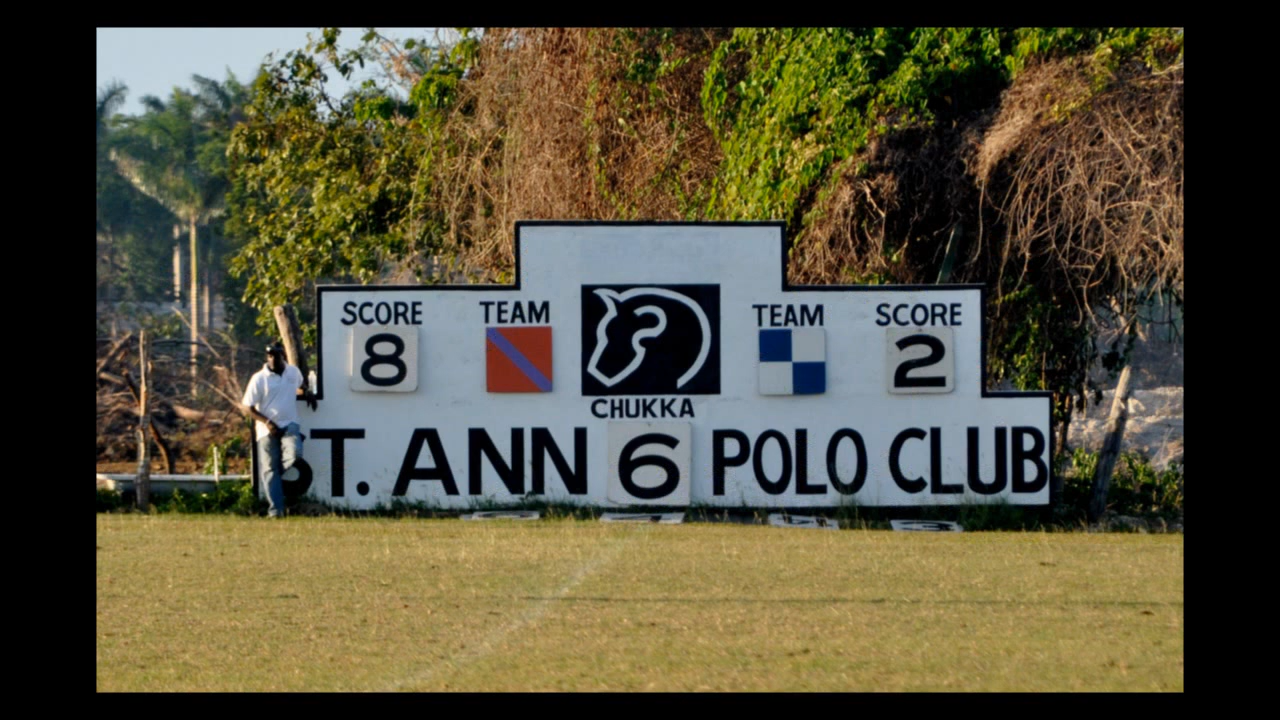 SCORE TEAM TEAM SCORE
8 2
CHUKKA
ST. ANN 6 POLO CLUB